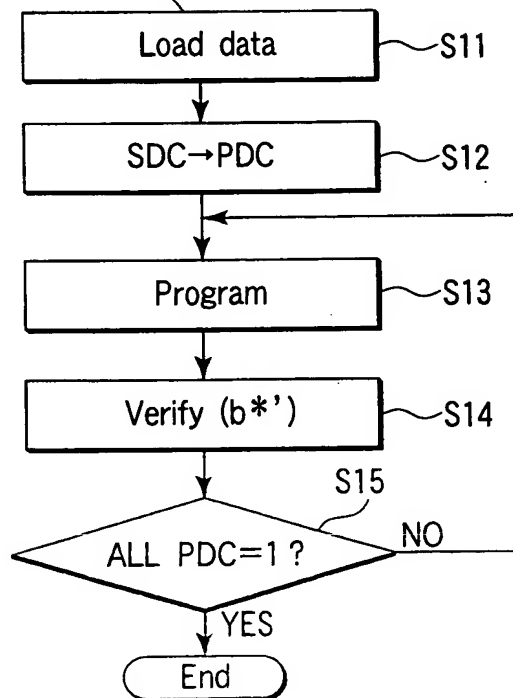 Load data S11
SDC→PDC S12
Program S13
Verify (b*') S14
S15
ALL PDC=1? NO
YES
End